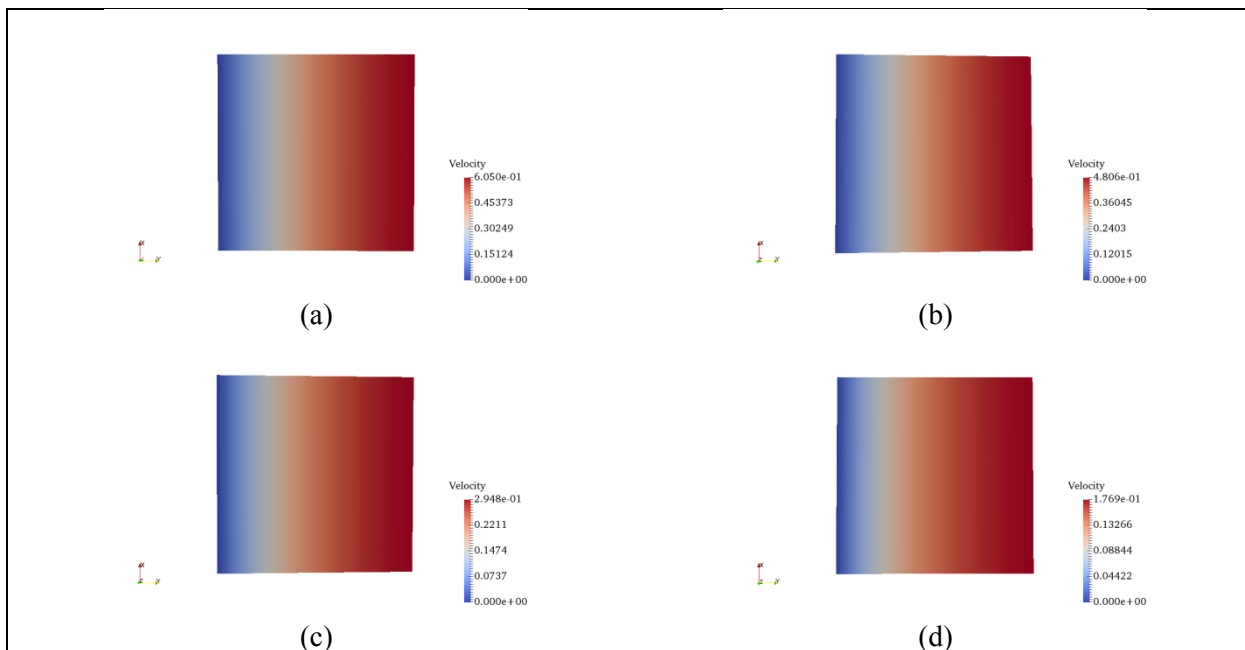 Velocity
6.050e-01
0.45373
0.30249
0.15124
0.000e+00
X
Y
(a)
Velocity
4.806e-01
0.36045
0.2403
0.12015
0.000e+00
X
Z
Y
(b)
Velocity
2.948e-01
0.2211
0.1474
0.0737
0.000e+00
X
Z
Y
(c)
Velocity
1.769e-01
0.13266
0.08844
0.04422
0.000e+00
X
Z
Y
(d)